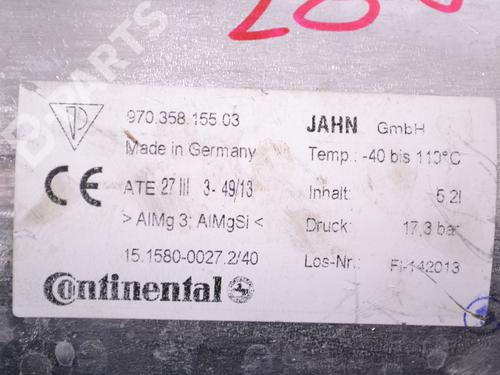 970.358.155.03
Made in Germany
ATE 27 III 3-49/13
> AlMg 3; AlMgSi <
15.1580-0027.2/40
Continental
JAHN GmbH
Temp.: -40 bis 110°C
Inhalt: 5.2l
Druck: 17,3 bar
Los-Nr.: FI-142013
CE
B-PARTS